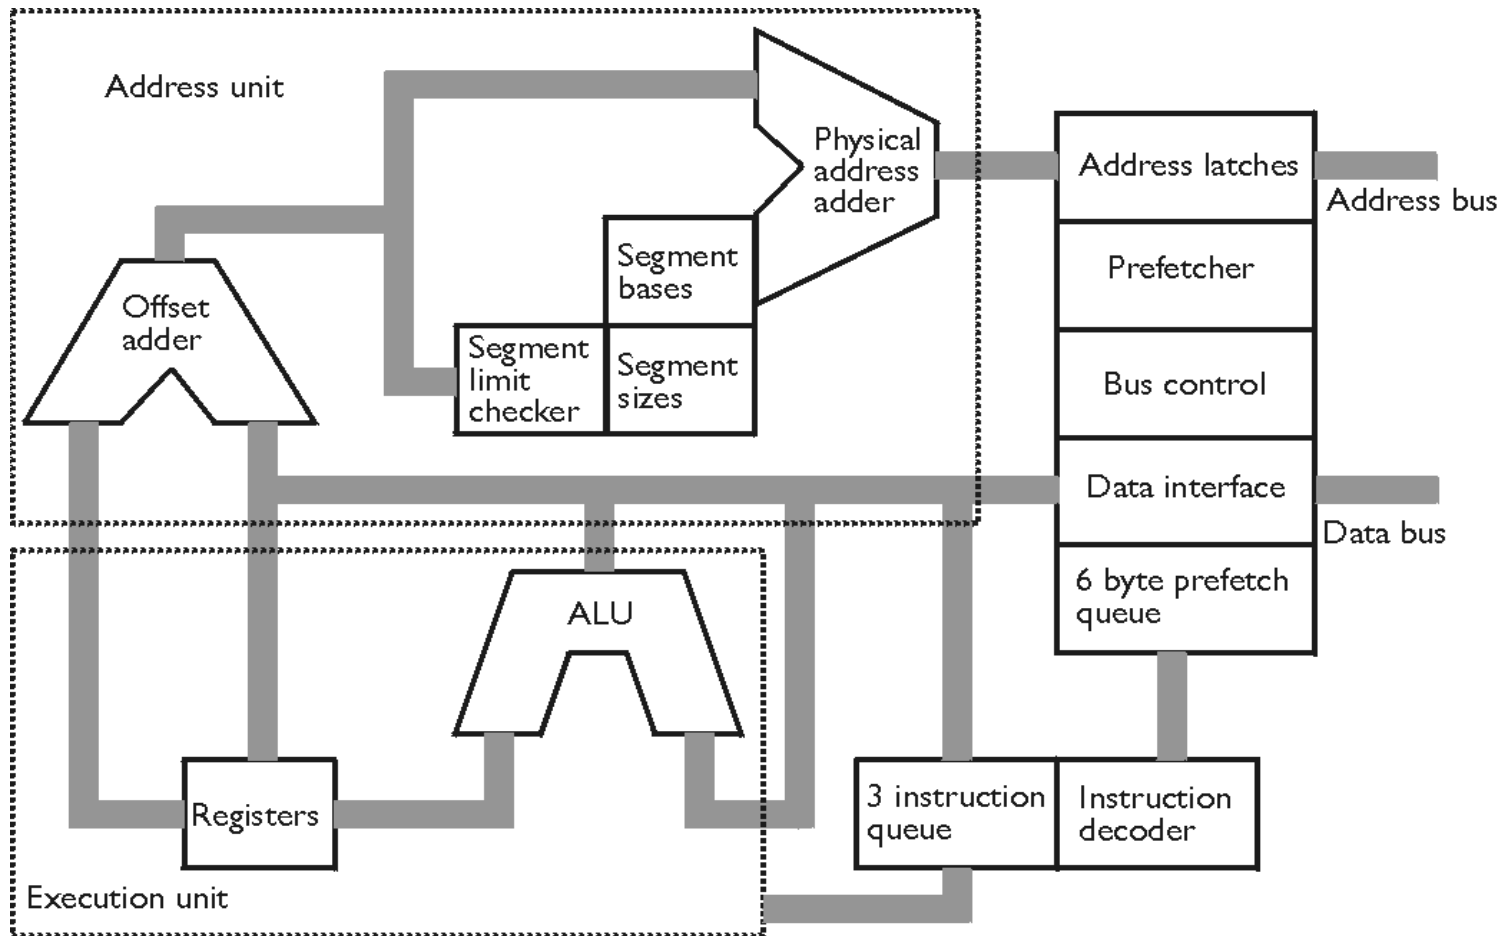 Address unit
Physical
address
adder
Address latches
Address bus
Prefetcher
Segment
bases
Offset
adder
Segment
limit
checker
Segment
sizes
Bus control
Data interface
Data bus
6 byte prefetch
queue
ALU
Registers
3 instruction
queue
Instruction
decoder
Execution unit